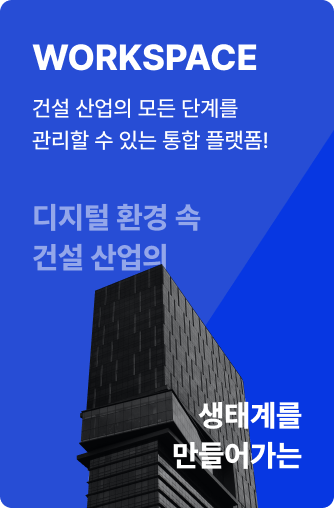 WORKSPACE
건설 산업의 모든 단계를
관리할 수 있는 통합 플랫폼!
디지털 환경 속
건설 산업의
생태계를
만들어가는